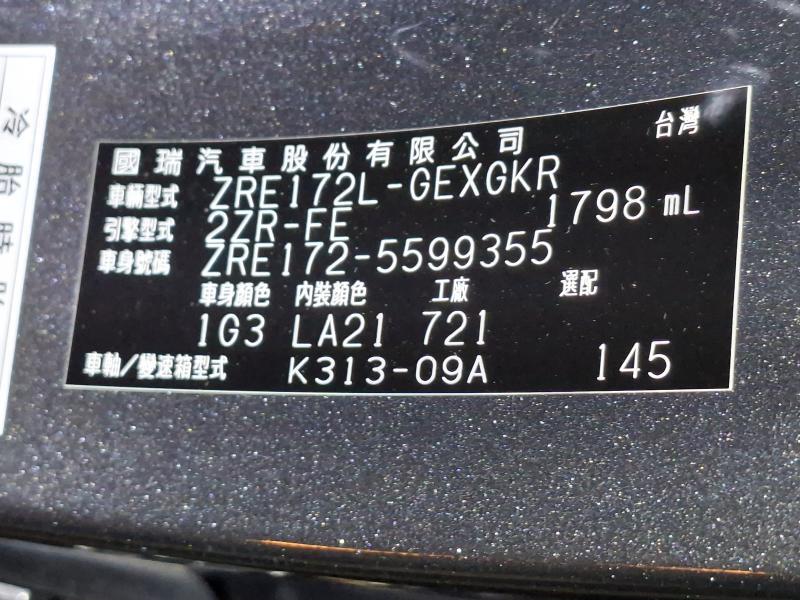 國瑞汽車股份有限公司 台灣
車輛型式 ZRE172L-GEXGKR
引擎型式 2ZR-FE 1798 mL
車身號碼 ZRE172-5599355
車身顏色 內裝顏色 工廠 選配
1G3 LA21 721
車軸/變速箱型式 K313-09A 145
冷胎時